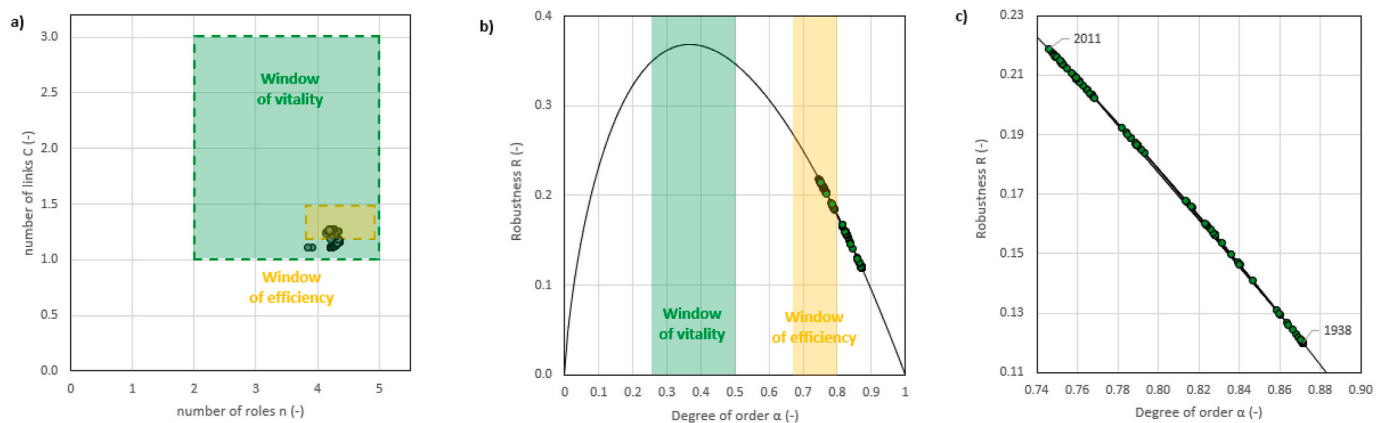 a)
3.0
2.5
2.0
1.5
1.0
0.5
0.0
0
1
2
3
4
5
number of links C (-)
number of roles n (-)
Window
of vitality
Window
of efficiency
b)
0.4
0.3
0.2
0.1
0.0
0
0.1
0.2
0.3
0.4
0.5
0.6
0.7
0.8
0.9
1
Robustness R (-)
Degree of order α (-)
Window
of vitality
Window
of efficiency
c)
0.23
0.21
0.19
0.17
0.15
0.13
0.11
0.74
0.76
0.78
0.80
0.82
0.84
0.86
0.88
0.90
Robustness R (-)
Degree of order α (-)
2011
1938